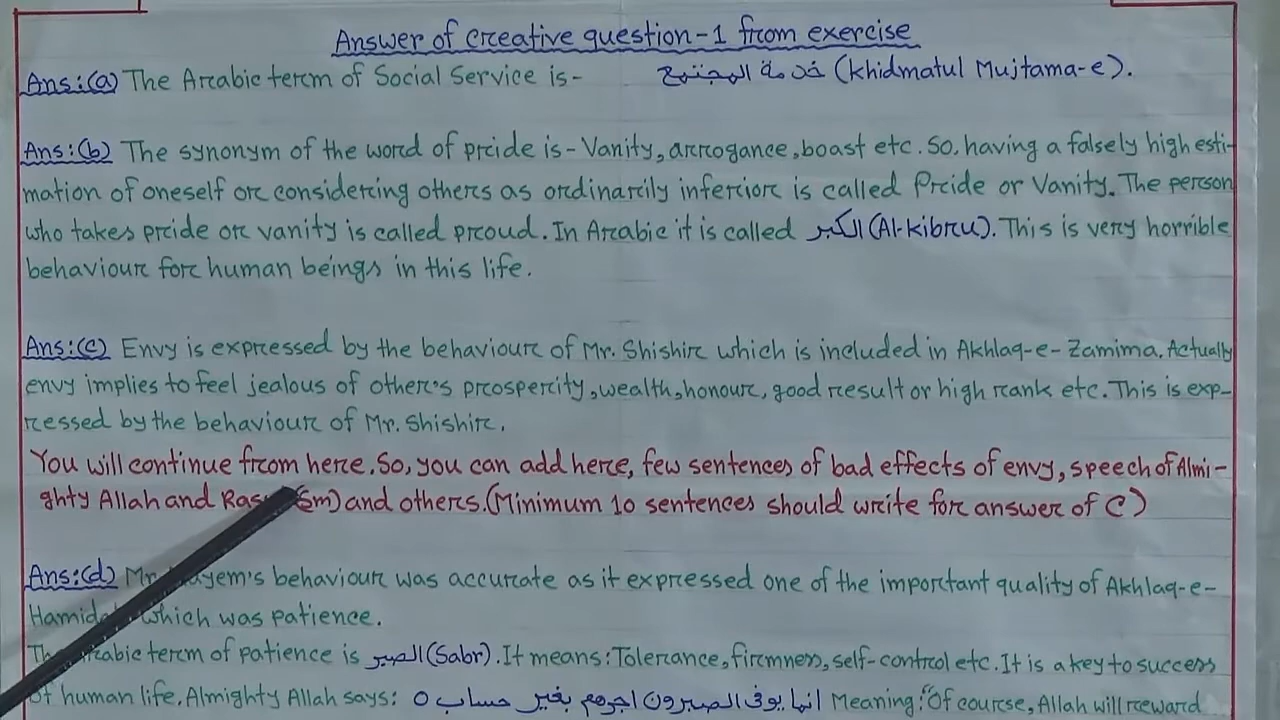 Answer of creative question-1 from exercise
Ans:(a) The Arabic term of Social Service is- خدمة المجتمع (Khidmatul Mujtama-e).
Ans:(b) The synonym of the word of pride is- Vanity, arrogance, boast etc. So, having a falsely high esti-
mation of oneself or considering others as ordinarily inferior is called Pride or Vanity. The person
who takes pride or vanity is called proud. In Arabic it is called الكبر (Al-kibru). This is very horrible
behaviour for human beings in this life.
Ans:(c) Envy is expressed by the behaviour of Mr. Shishir which is included in Akhlaq-e-Zamima. Actually
envy implies to feel jealous of other's prosperity, wealth, honour, good result or high rank etc. This is exp-
ressed by the behaviour of Mr. Shishir.
You will continue from here. So, you can add here, few sentences of bad effects of envy, speech of Almi-
ghty Allah and (Sm) and others. (Minimum 10 sentences should write for answer of C)
Ans:(d) Mr. behaviour was accurate as it expressed one of the important quality of Akhlaq-e-
which was patience.
term of patience is الصبر (Sabr). It means: Tolerance, firmness, self-control etc. It is a key to success
of human life. Almighty Allah says: انما يوفى الصبرون اجرهم بغير حساب ٥ Meaning: "Of course, Allah will reward